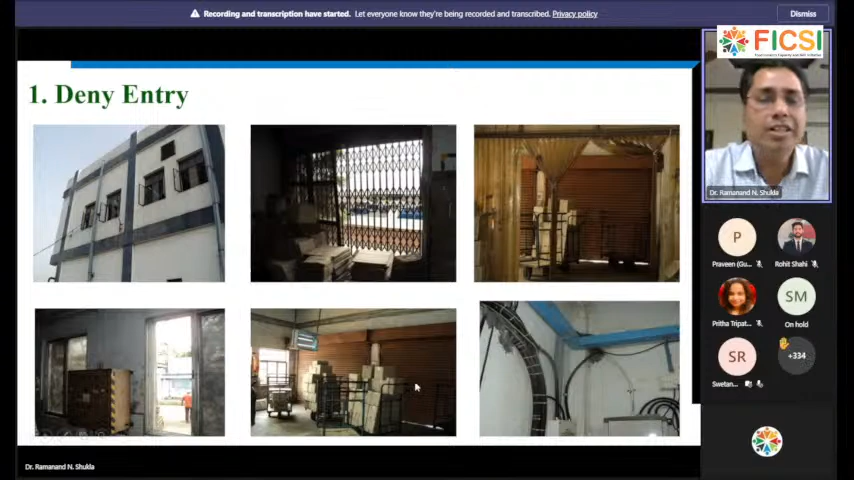 Recording and transcription have started. Let everyone know they're being recorded and transcribed. Privacy policy
Dismiss
FICSI
1. Deny Entry
Dr. Ramanand N. Shukla
P
Praveen (Gu...
Rohit Shahi
SM
Pritha Tripat...
On hold
SR
+334
Swetan...
Dr. Ramanand N. Shukla